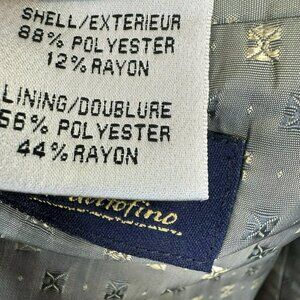 SHELL/EXTERIEUR
88% POLYESTER
12% RAYON
LINING/DOUBLURE
56% POLYESTER
44% RAYON